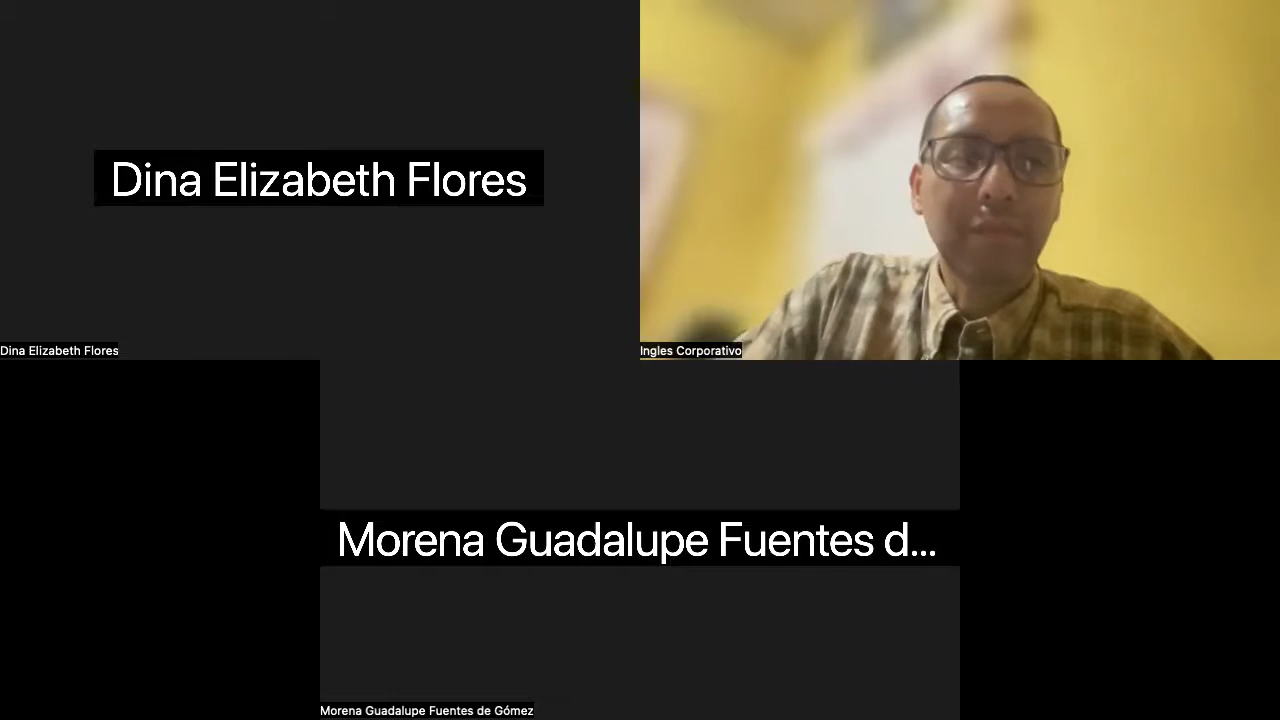 Dina Elizabeth Flores
Dina Elizabeth Flores
Ingles Corporativo
Morena Guadalupe Fuentes d...
Morena Guadalupe Fuentes de Gómez